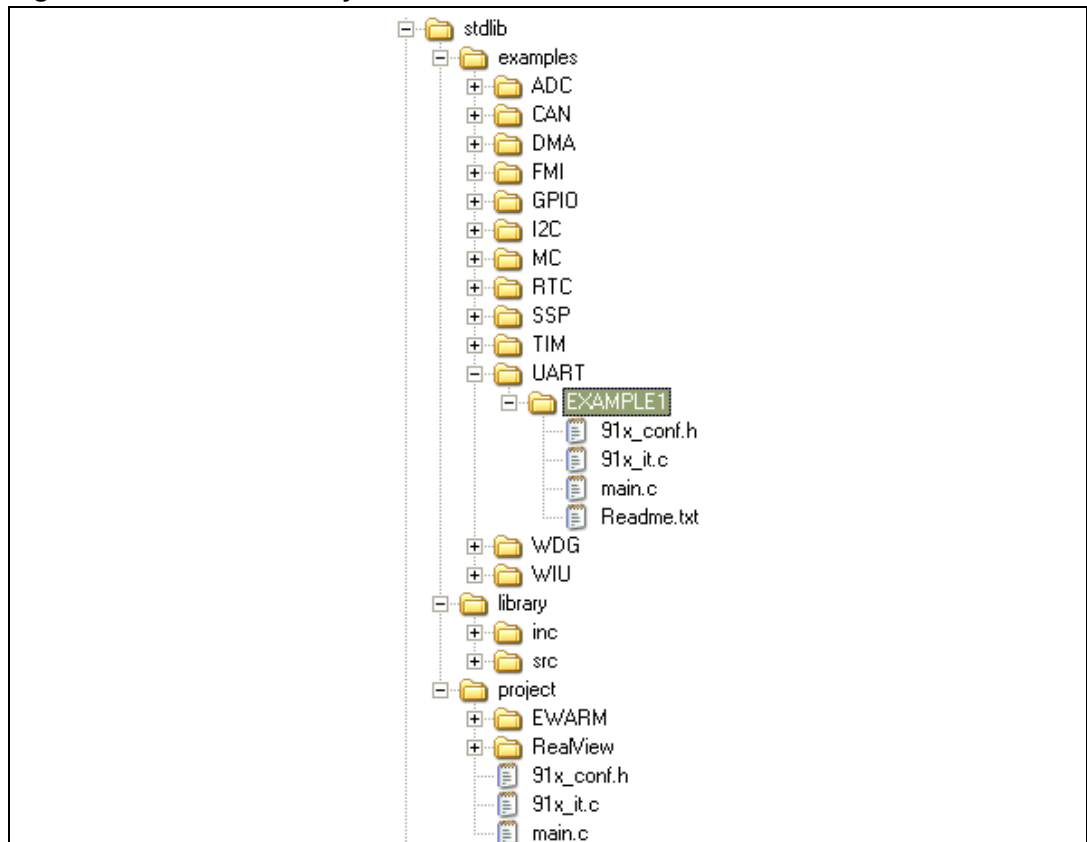 stdlib
examples
ADC
CAN
DMA
FMI
GPIO
I2C
MC
RTC
SSP
TIM
UART
EXAMPLE1
91x_conf.h
91x_it.c
main.c
Readme.txt
WDG
WIU
library
inc
src
project
EWARM
RealView
91x_conf.h
91x_it.c
main.c